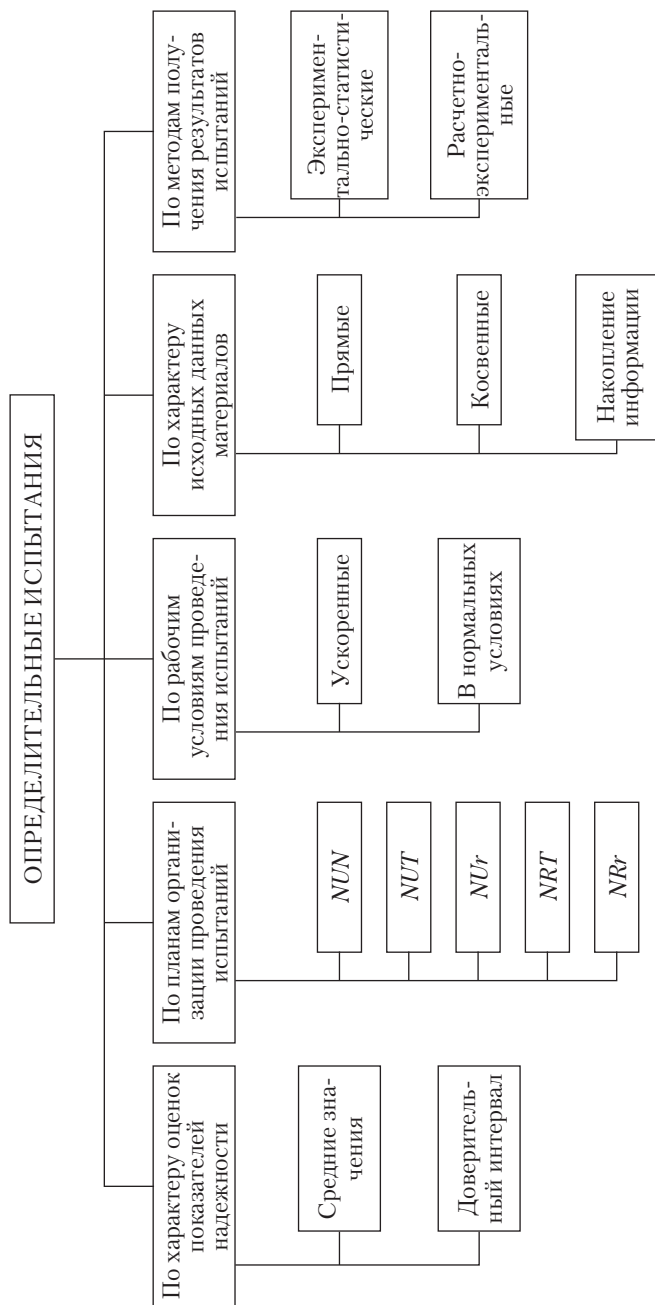 ОПРЕДЕЛИТЕЛЬНЫЕ ИСПЫТАНИЯ
По характеру оценок
показателей
надежности
Средние зна-
чения
Доверитель-
ный интервал
По планам органи-
зации проведения
испытаний
NUN
NUT
NUr
NRT
NRr
По рабочим
условиям проведе-
ния испытаний
Ускоренные
В нормальных
условиях
По характеру
исходных данных
материалов
Прямые
Косвенные
Накопление
информации
По методам полу-
чения результатов
испытаний
Эксперимен-
тально-статисти-
ческие
Расчетно-
эксперименталь-
ные